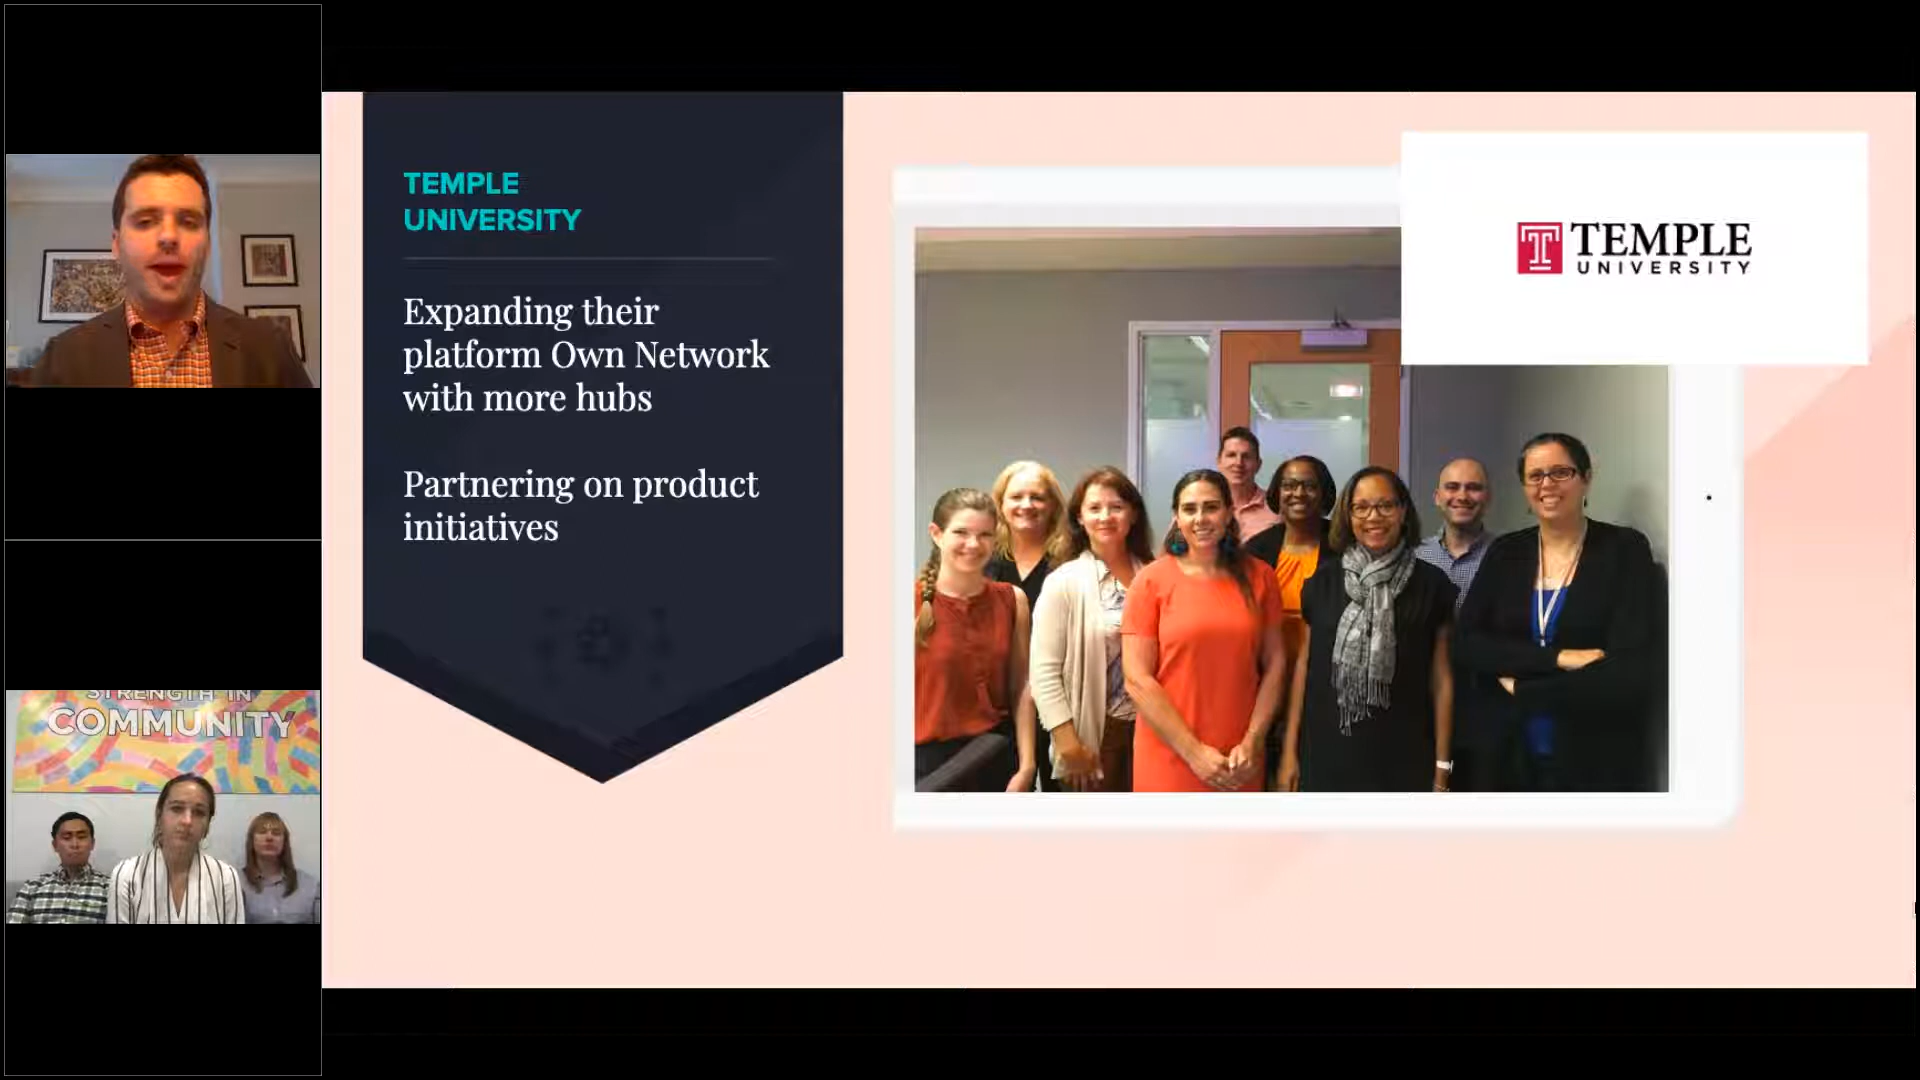 TEMPLE
UNIVERSITY
Expanding their
platform Own Network
with more hubs
Partnering on product
initiatives
TEMPLE
UNIVERSITY
STRENGTH IN
COMMUNITY